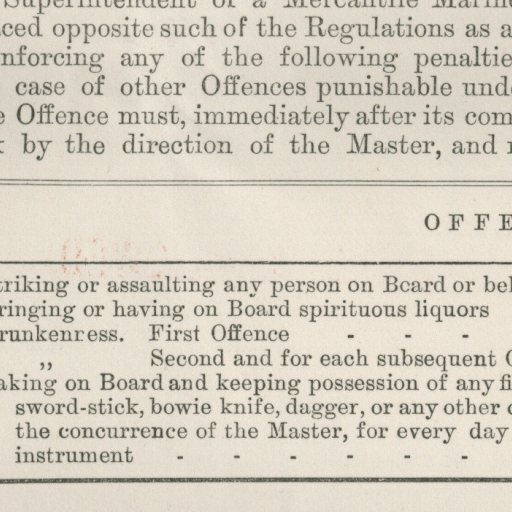 Superintendent of a Mercantile Marine
ced opposite such of the Regulations as a
nforcing any of the following penaltie
case of other Offences punishable und
e Offence must, immediately after its com
by the direction of the Master, and
OFFE
triking or assaulting any person on Bcard or bel
ringing or having on Board spirituous liquors
runkenress. First Offence - - - -
„ Second and for each subsequent O
aking on Board and keeping possession of any fi
sword-stick, bowie knife, dagger, or any other o
the concurrence of the Master, for every day
instrument - - - - - -